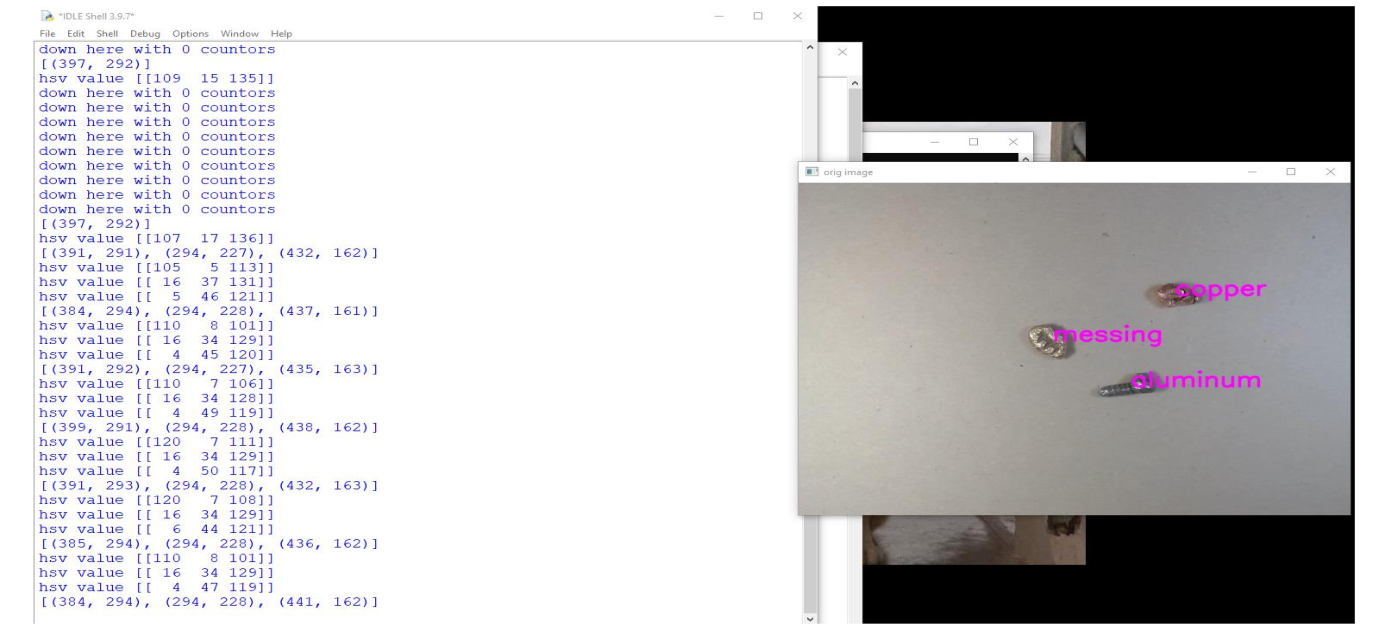 *IDLE Shell 3.9.7*
File Edit Shell Debug Options Window Help
down here with 0 countors
[(397, 292)]
hsv value [[109  15 135]]
down here with 0 countors
down here with 0 countors
down here with 0 countors
down here with 0 countors
down here with 0 countors
down here with 0 countors
down here with 0 countors
down here with 0 countors
down here with 0 countors
[(397, 292)]
hsv value [[107  17 136]]
[(391, 291), (294, 227), (432, 162)]
hsv value [[105   5 113]]
hsv value [[ 16  37 131]]
hsv value [[  5  46 121]]
[(384, 294), (294, 228), (437, 161)]
hsv value [[110   8 101]]
hsv value [[ 16  34 129]]
hsv value [[  4  45 120]]
[(391, 292), (294, 227), (435, 163)]
hsv value [[110   7 106]]
hsv value [[ 16  34 128]]
hsv value [[  4  49 119]]
[(399, 291), (294, 228), (438, 162)]
hsv value [[120   7 111]]
hsv value [[ 16  34 129]]
hsv value [[  4  50 117]]
[(391, 293), (294, 228), (432, 163)]
hsv value [[120   7 108]]
hsv value [[ 16  34 129]]
hsv value [[  6  44 121]]
[(385, 294), (294, 228), (436, 162)]
hsv value [[110   8 101]]
hsv value [[ 16  34 129]]
hsv value [[  4  47 119]]
[(384, 294), (294, 228), (441, 162)]
orig image
copper
messing
aluminum